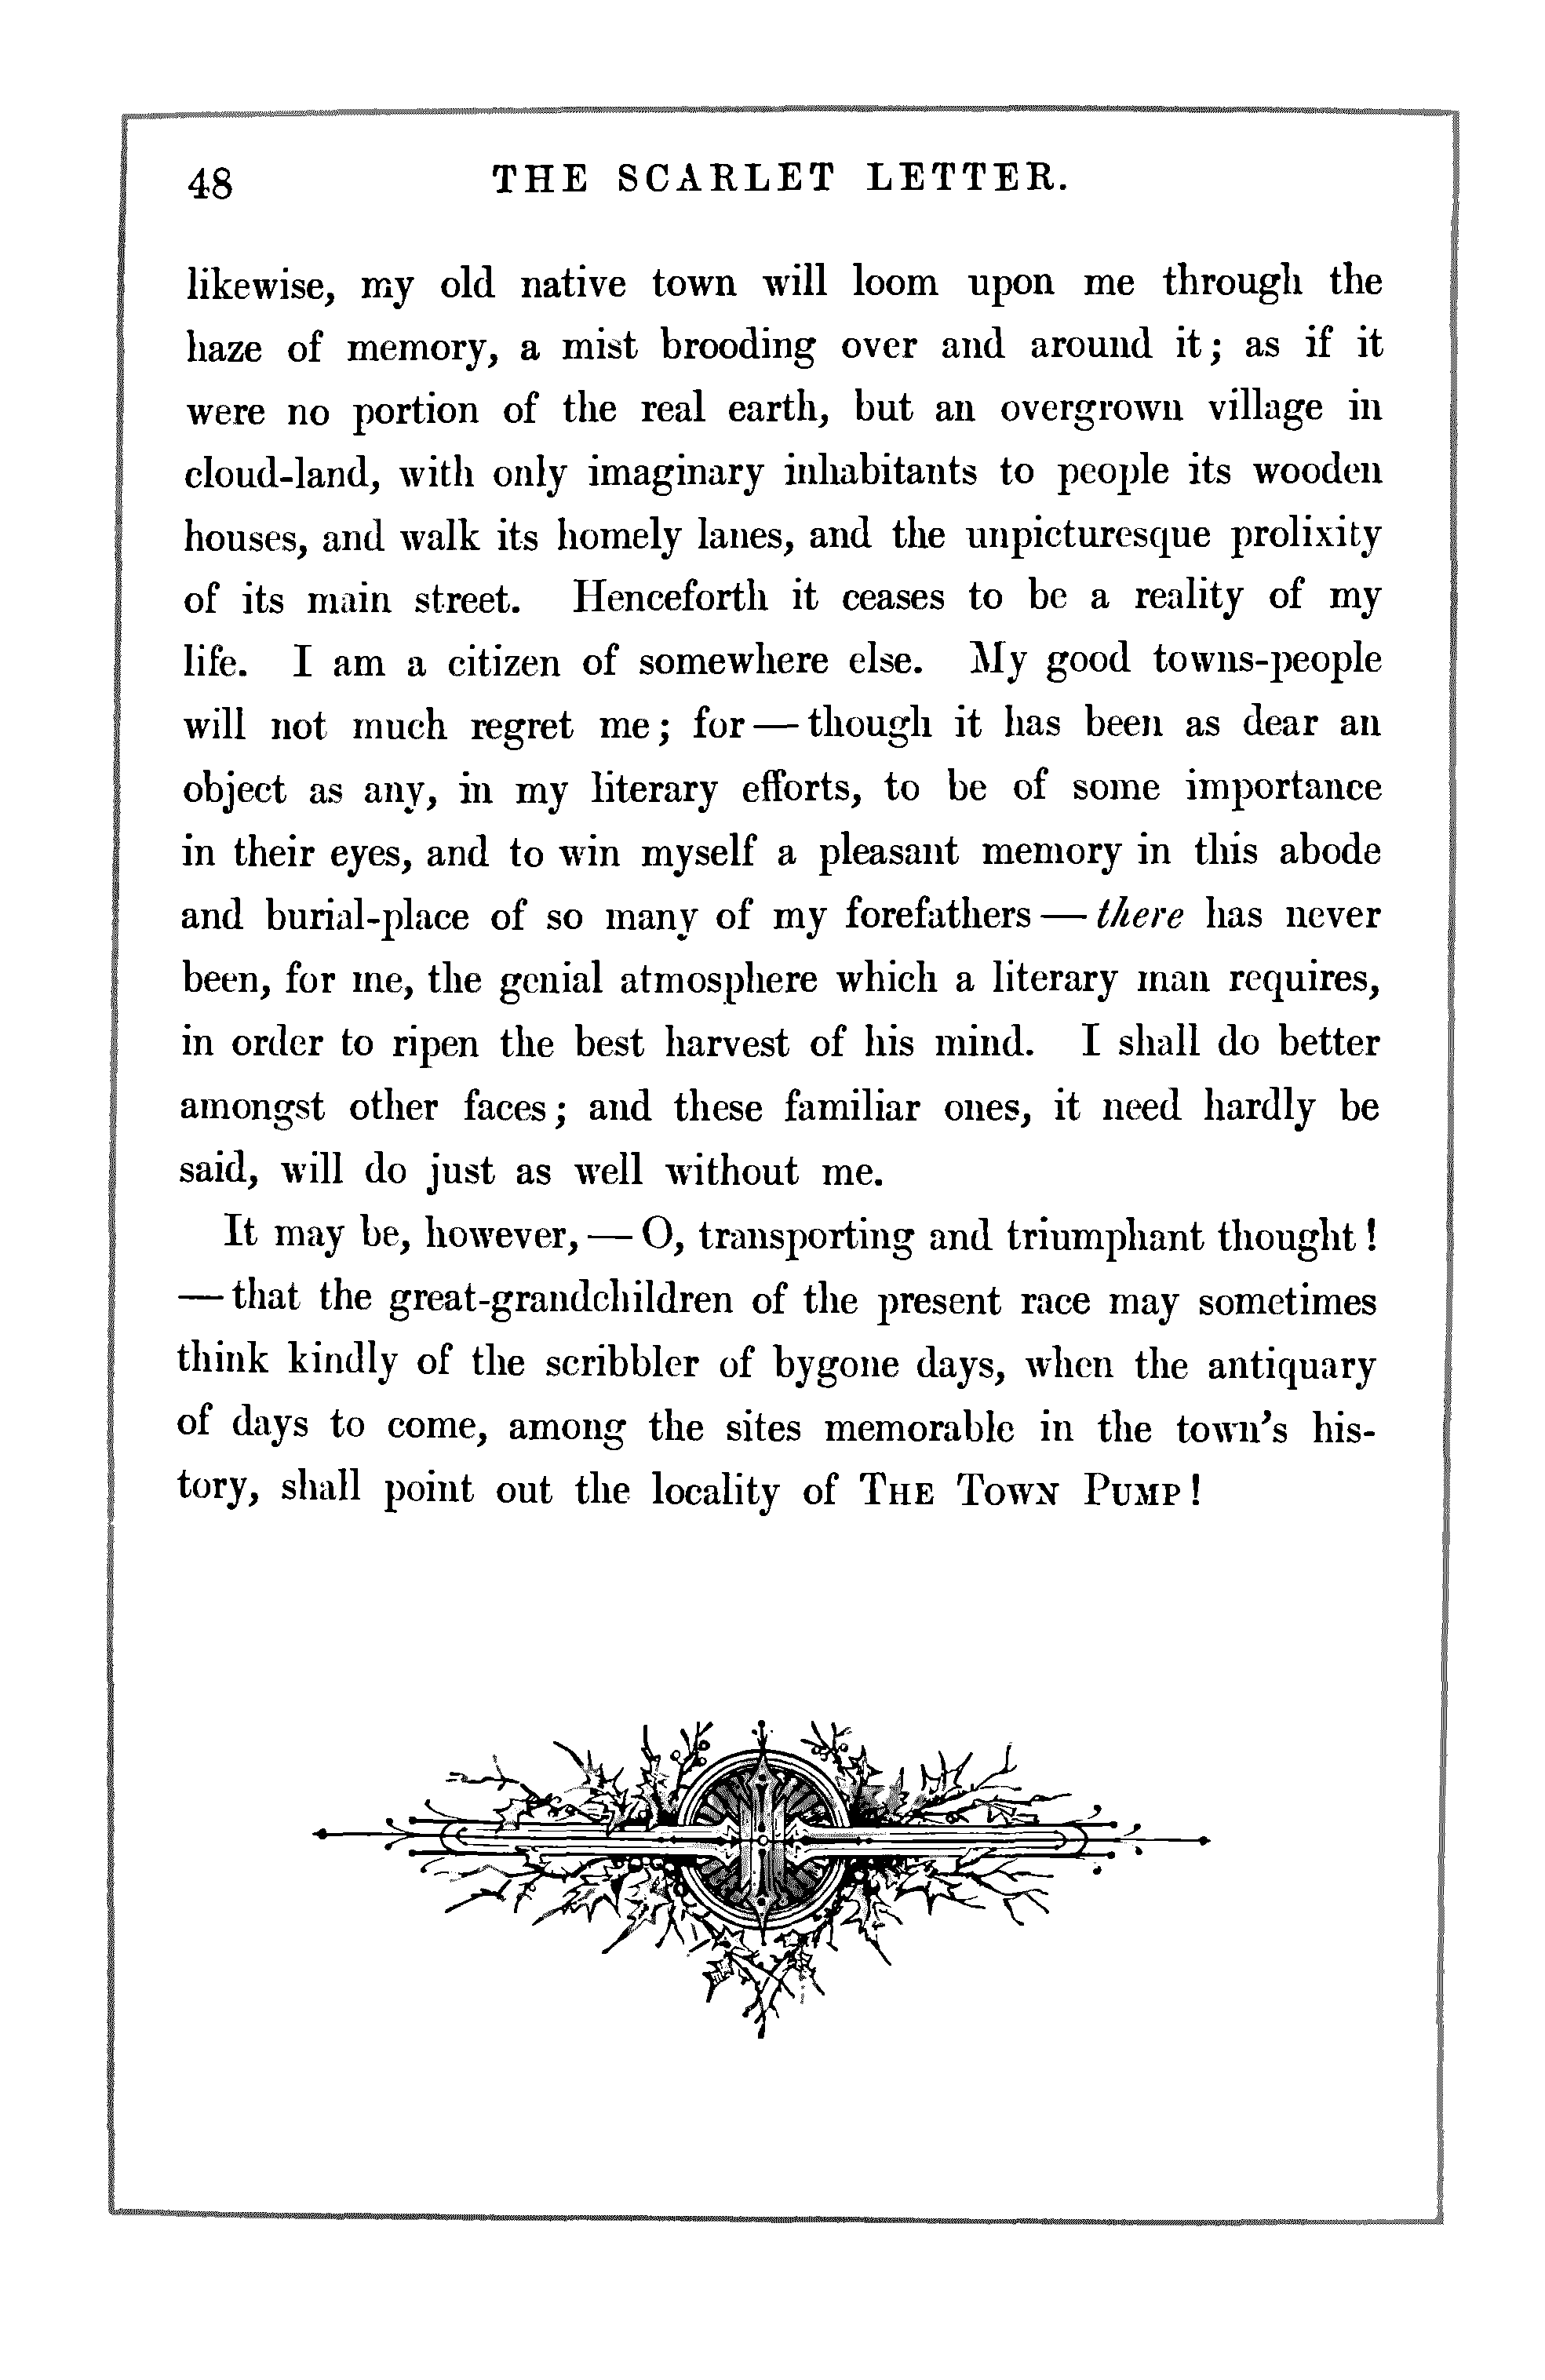 48
THE SCARLET LETTER.
likewise, my old native town will loom upon me through the
haze of memory, a mist brooding over and around it; as if it
were no portion of the real earth, but an overgrown village in
cloud-land, with only imaginary inhabitants to people its wooden
houses, and walk its homely lanes, and the unpicturesque prolixity
of its main street. Henceforth it ceases to be a reality of my
life. I am a citizen of somewhere else. My good towns-people
will not much regret me; for — though it has been as dear an
object as any, in my literary efforts, to be of some importance
in their eyes, and to win myself a pleasant memory in this abode
and burial-place of so many of my forefathers — there has never
been, for me, the genial atmosphere which a literary man requires,
in order to ripen the best harvest of his mind. I shall do better
amongst other faces; and these familiar ones, it need hardly be
said, will do just as well without me.
It may be, however, — O, transporting and triumphant thought!
— that the great-grandchildren of the present race may sometimes
think kindly of the scribbler of bygone days, when the antiquary
of days to come, among the sites memorable in the town's his-
tory, shall point out the locality of THE TOWN PUMP!